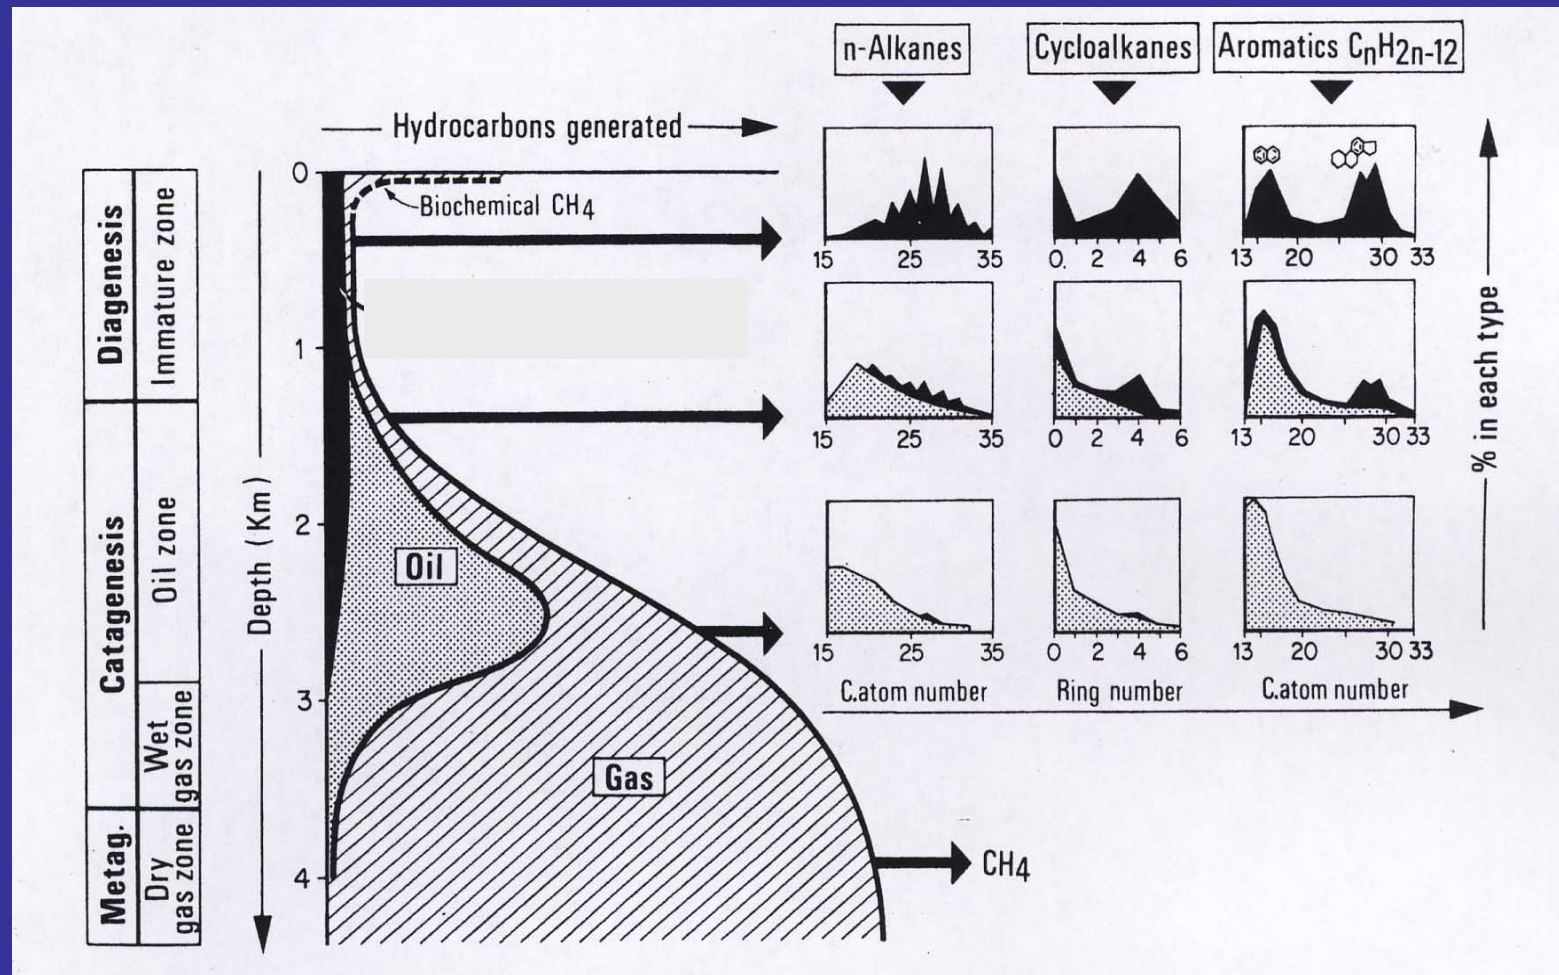 n-Alkanes
Cycloalkanes
Aromatics CnH2n-12
Hydrocarbons generated
Biochemical CH4
Diagenesis
Immature zone
Catagenesis
Oil zone
Wet
gas zone
Metag.
Dry
gas zone
Depth (Km)
0
1
2
3
4
Oil
Gas
CH4
15 25 35
0 2 4 6
13 20 30 33
15 25 35
0 2 4 6
13 20 30 33
15 25 35
0 2 4 6
13 20 30 33
C.atom number
Ring number
C.atom number
% in each type